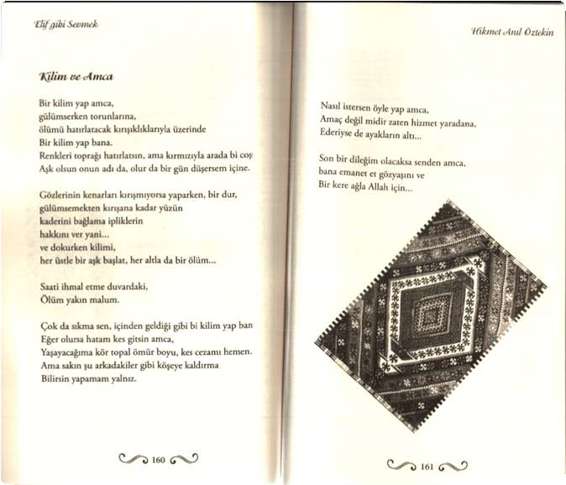 Elif gibi Sevmek
Kilim ve Amca
Bir kilim yap amca,
gülümserken torunlarına,
ölümü hatırlatacak kırışıklıklarıyla üzerinde
Bir kilim yap bana.
Renkleri toprağı hatırlatsın, ama kırmızıyla arada bi coş
Aşk olsun onun adı da, olur da bir gün düşersem içine.
Gözlerinin kenarları kırışmıyorsa yaparken, bir dur,
gülümsemekten kırışana kadar yüzün
kaderini bağlama ipliklerin
hakkını ver yani...
ve dokurken kilimi,
her üstle bir aşk başlat, her altla da bir ölüm...
Saati ihmal etme duvardaki,
Ölüm yakın malum.
Çok da sıkma sen, içinden geldiği gibi bi kilim yap ban
Eğer olursa hatam kes gitsin amca,
Yaşayacağıma kör topal ömür boyu, kes cezamı hemen.
Ama sakın şu arkadakiler gibi köşeye kaldırma
Bilirsin yapamam yalnız.
160
Hikmet Anıl Öztekin
Nasıl istersen öyle yap amca,
Amaç değil midir zaten hizmet yaradana,
Ederiyse de ayakların altı...
Son bir dileğim olacaksa senden amca,
bana emanet et gözyaşını ve
Bir kere ağla Allah için...
161